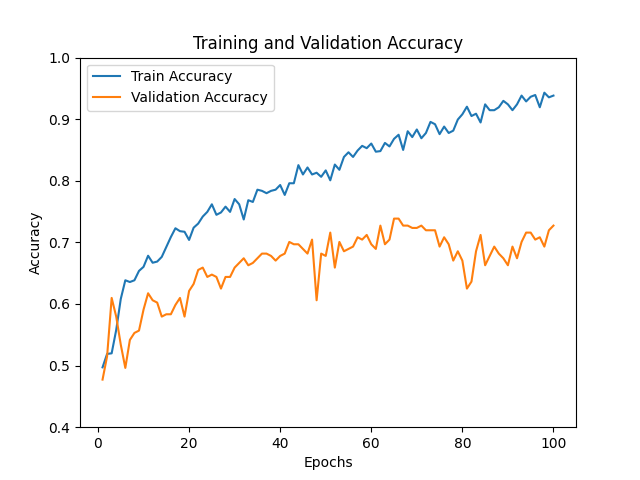 Training and Validation Accuracy
Train Accuracy
Validation Accuracy
1.0
0.9
0.8
0.7
0.6
0.5
0.4
Accuracy
0 20 40 60 80 100
Epochs